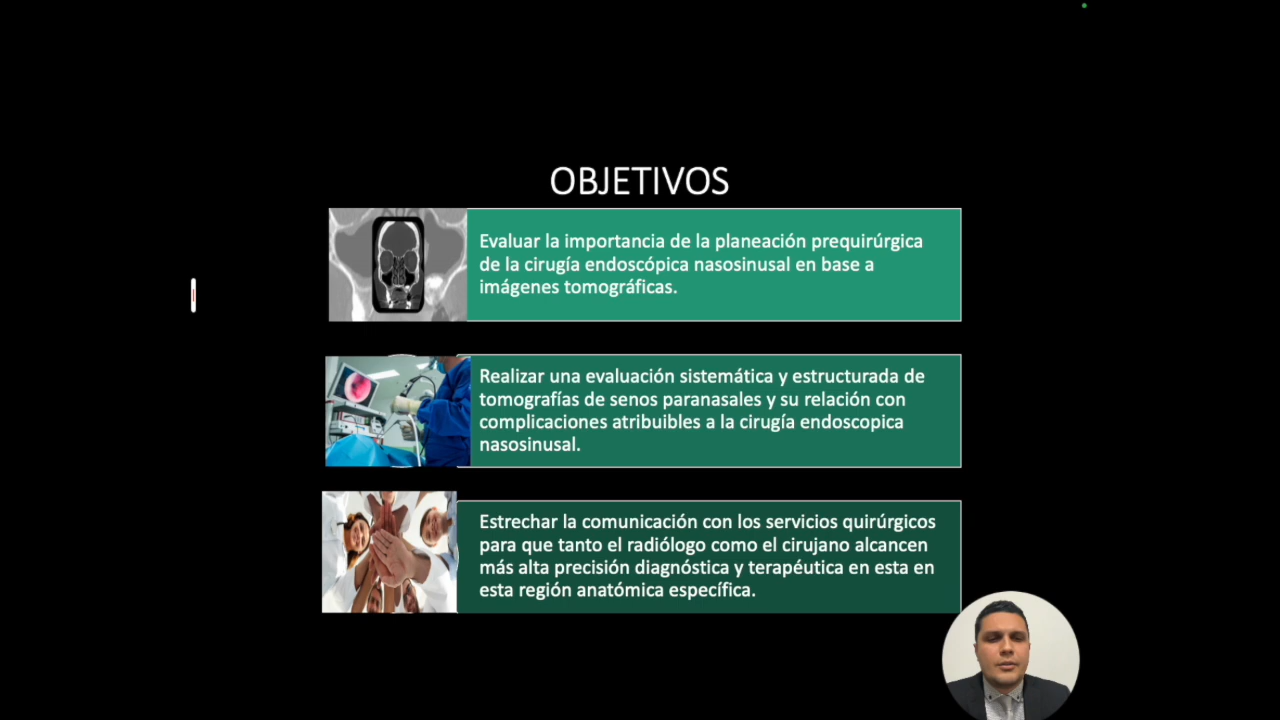 OBJETIVOS
Evaluar la importancia de la planeación prequirúrgica
de la cirugía endoscópica nasosinusal en base a
imágenes tomográficas.
Realizar una evaluación sistemática y estructurada de
tomografías de senos paranasales y su relación con
complicaciones atribuibles a la cirugía endoscopica
nasosinusal.
Estrechar la comunicación con los servicios quirúrgicos
para que tanto el radiólogo como el cirujano alcancen
más alta precisión diagnóstica y terapéutica en esta en
esta región anatómica específica.